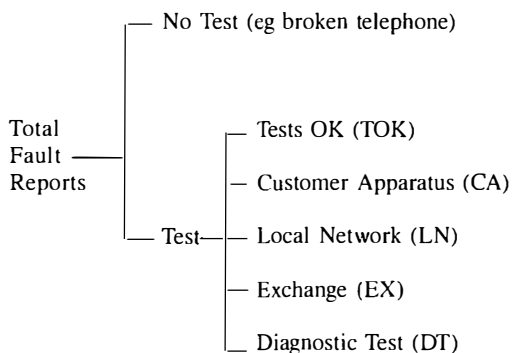 No Test (eg broken telephone)
Total
Fault
Reports
Test
Tests OK (TOK)
Customer Apparatus (CA)
Local Network (LN)
Exchange (EX)
Diagnostic Test (DT)